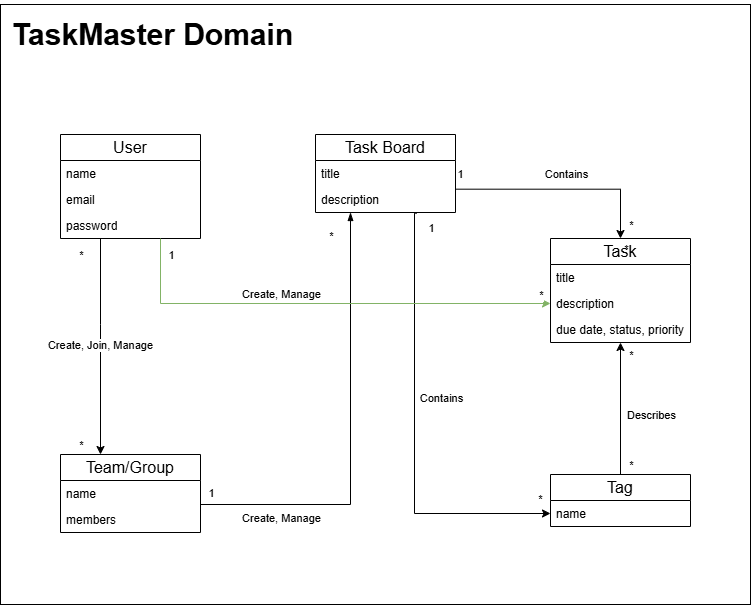 TaskMaster Domain
User
name
email
password
Task Board
title
description
1
Contains
*
*
1
*
1
Task
*
title
description
due date, status, priority
Create, Manage
*
Create, Join, Manage
*
Contains
Describes
*
*
Team/Group
name
members
1
Create, Manage
*
Tag
name